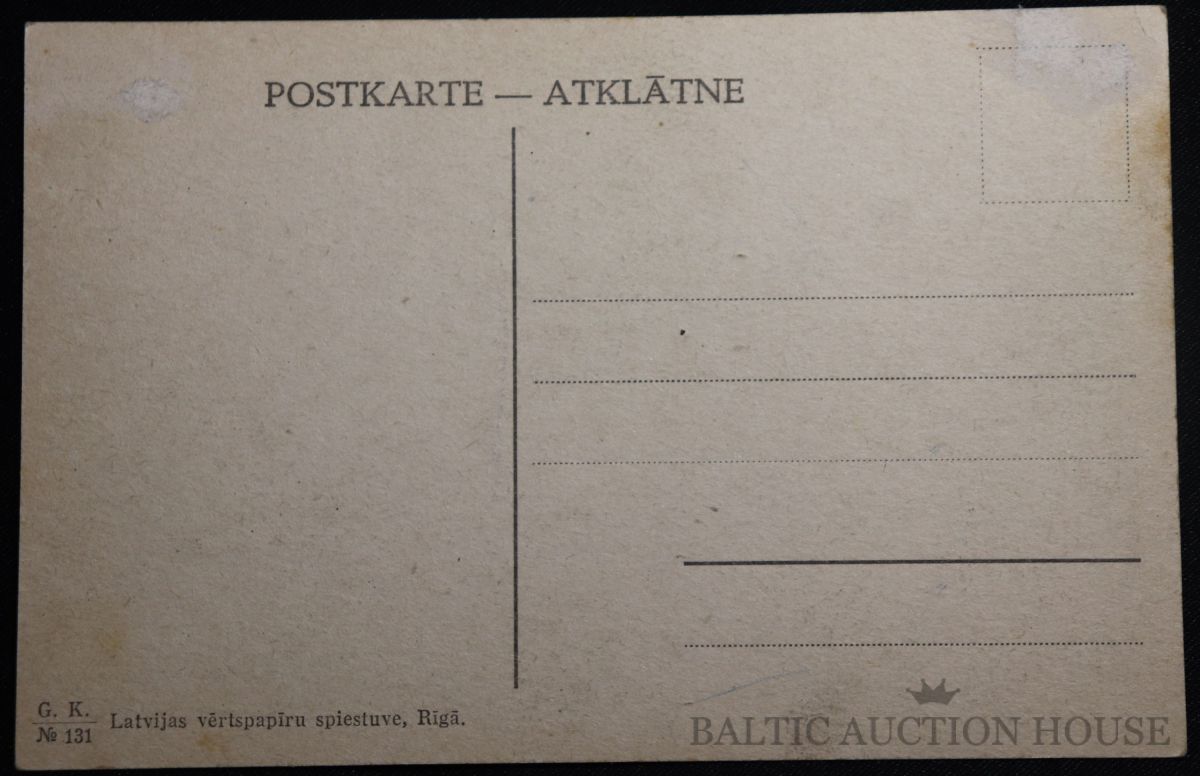 POSTKARTE — ATKLĀTNE
G. K.
№ 131
Latvijas vērtspapīru spiestuve, Rīgā.
BALTIC AUCTION HOUSE